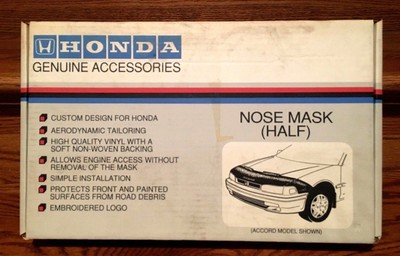 HONDA
GENUINE ACCESSORIES
CUSTOM DESIGN FOR HONDA
AERODYNAMIC TAILORING
HIGH QUALITY VINYL WITH A
SOFT NON-WOVEN BACKING
ALLOWS ENGINE ACCESS WITHOUT
REMOVAL OF THE MASK
SIMPLE INSTALLATION
PROTECTS FRONT AND PAINTED
SURFACES FROM ROAD DEBRIS
EMBROIDERED LOGO
NOSE MASK
(HALF)
(ACCORD MODEL SHOWN)